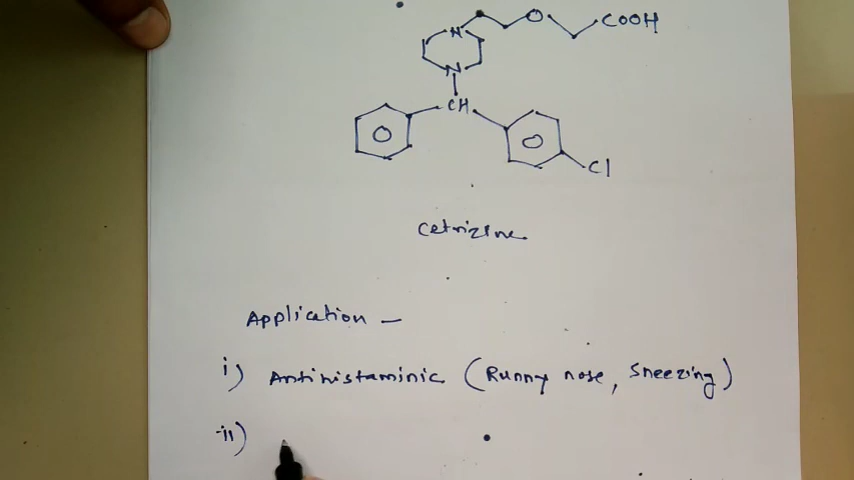 N O COOH
N
CH
Cl
Cetrizine
Application -
i) Antihistaminic (Runny nose, Sneezing)
ii)